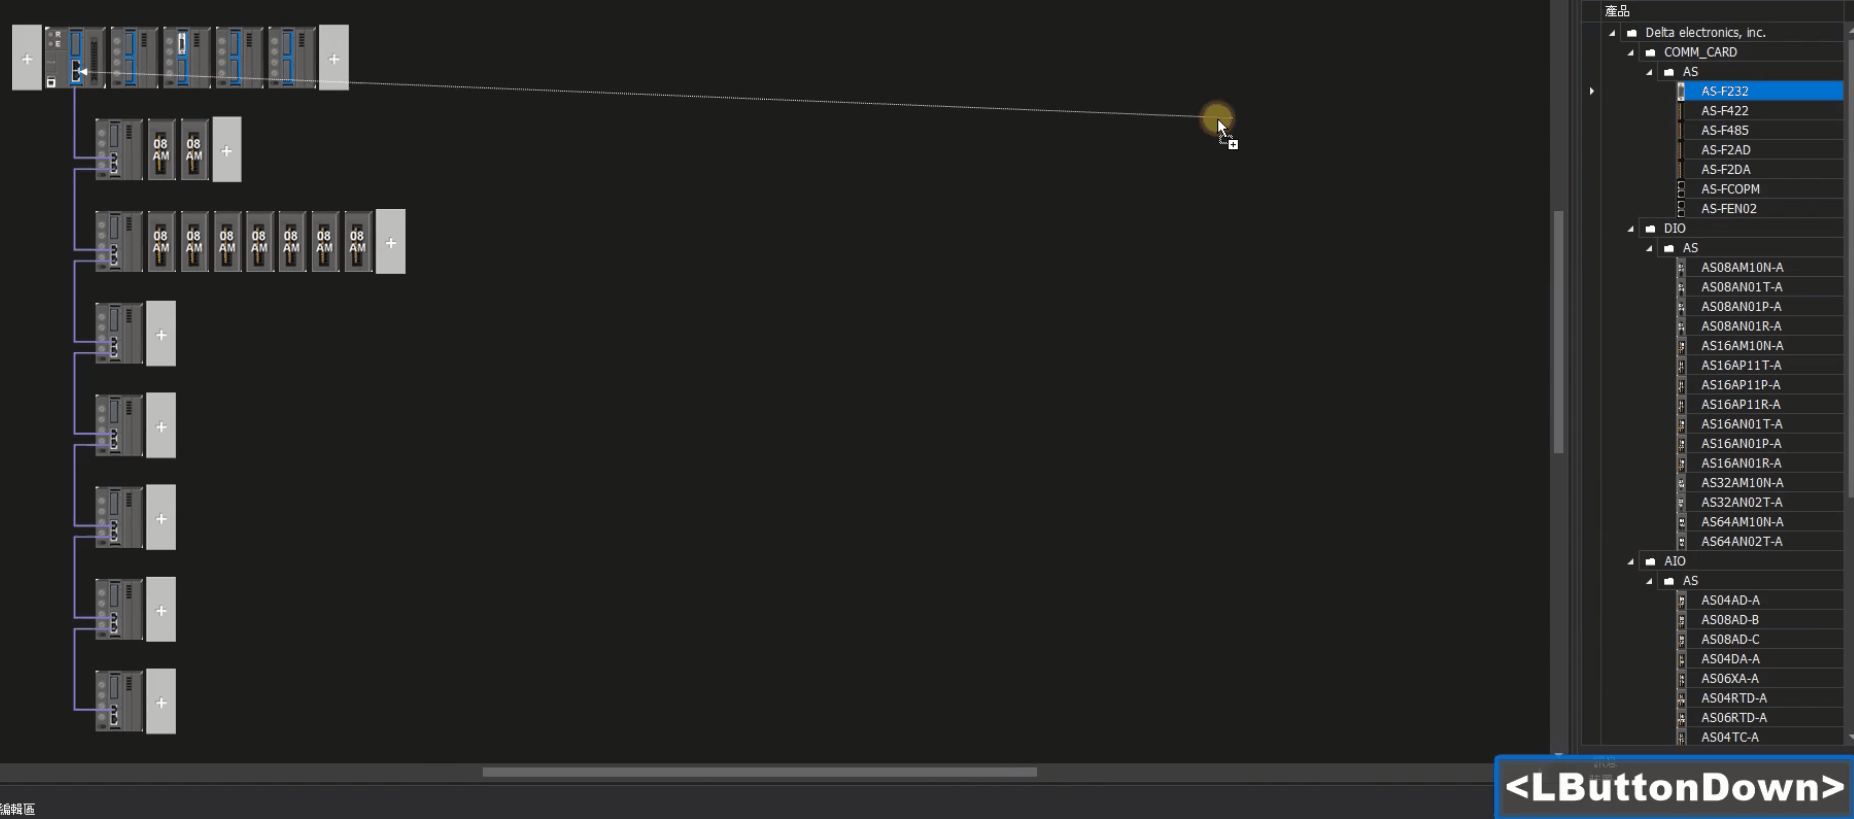 產品
Delta electronics, inc.
COMM_CARD
AS
AS-F232
AS-F422
AS-F485
AS-F2AD
AS-F2DA
AS-FCOPM
AS-FEN02
DIO
AS
AS08AM10N-A
AS08AN01T-A
AS08AN01P-A
AS08AN01R-A
AS16AM10N-A
AS16AP11T-A
AS16AP11P-A
AS16AP11R-A
AS16AN01T-A
AS16AN01P-A
AS16AN01R-A
AS32AM10N-A
AS32AN02T-A
AS64AM10N-A
AS64AN02T-A
AIO
AS
AS04AD-A
AS08AD-B
AS08AD-C
AS04DA-A
AS06XA-A
AS04RTD-A
AS06RTD-A
AS04TC-A
R
E
08 08
AM AM
08 08 08 08 08 08 08
AM AM AM AM AM AM AM
<LButtonDown>
編輯區